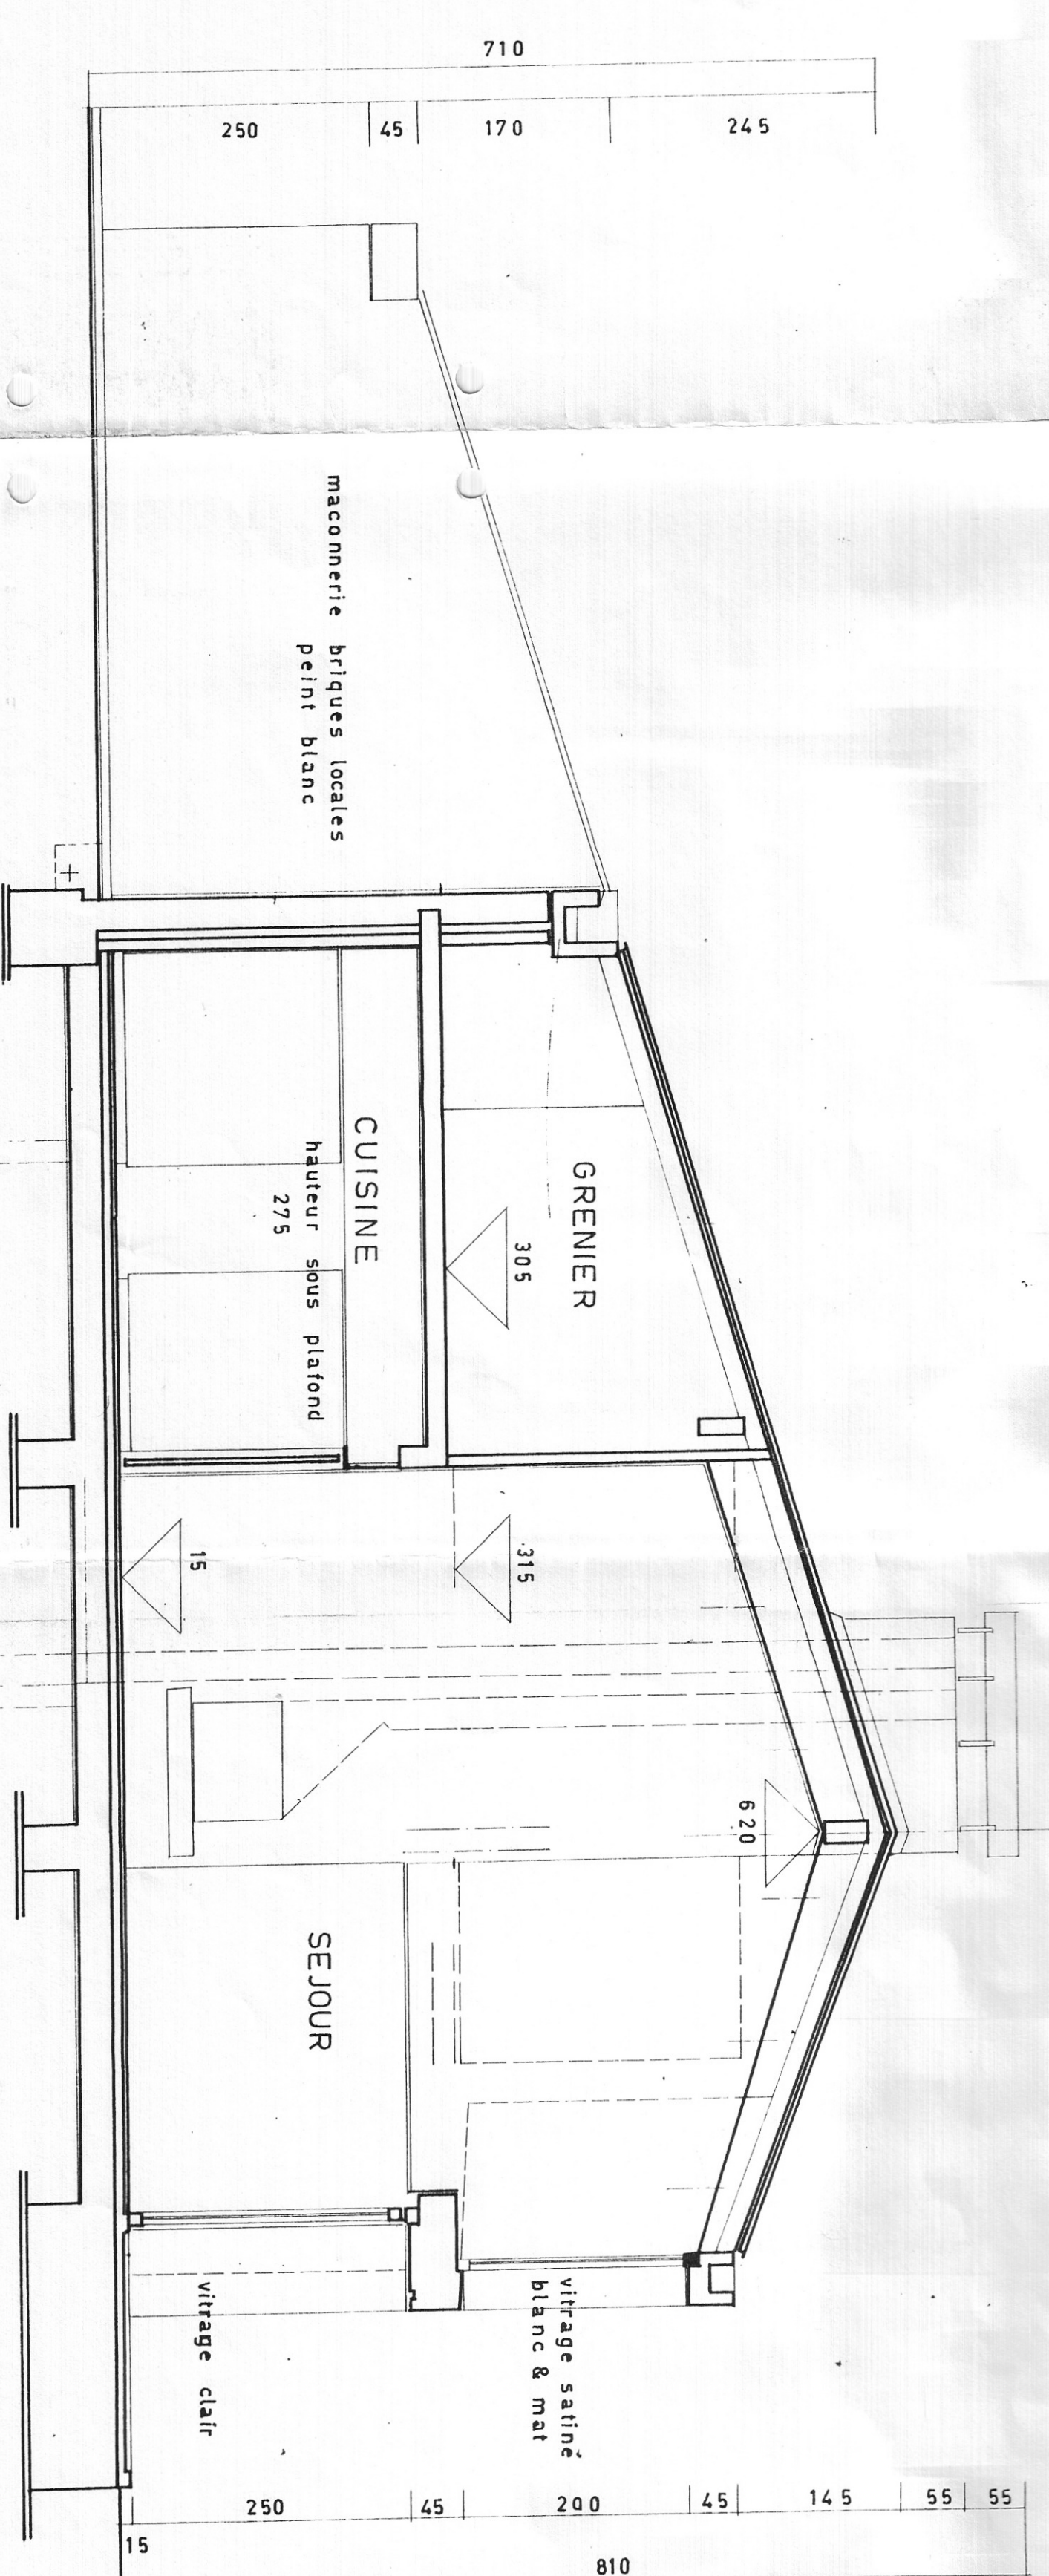 710
250 45 170 245
maconnerie briques locales
peint blanc
GRENIER
305
CUISINE
hauteur sous plafond
275
315
15
620
SEJOUR
vitrage satiné
blanc & mat
vitrage clair
250 45 200 45 145 55 55
15
810